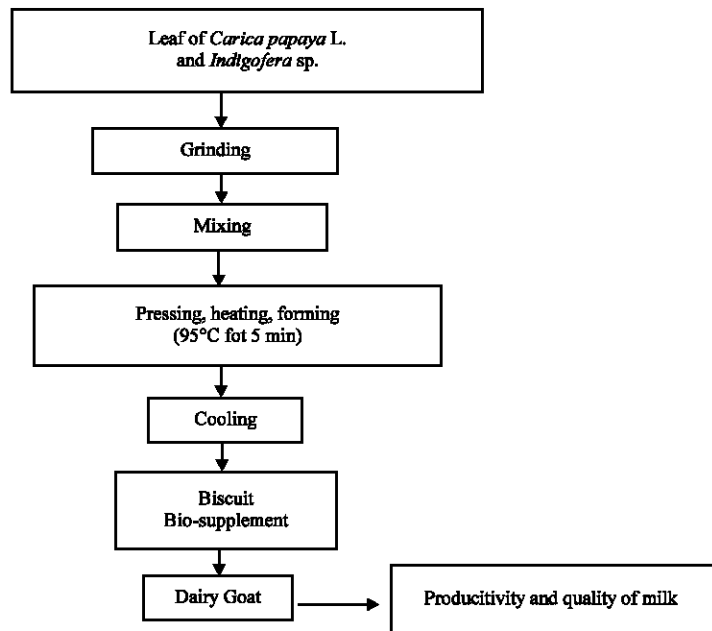 Leaf of Carica papaya L.
and Indigofera sp.
Grinding
Mixing
Pressing, heating, forming
(95°C fot 5 min)
Cooling
Biscuit
Bio-supplement
Dairy Goat
Producitivity and quality of milk